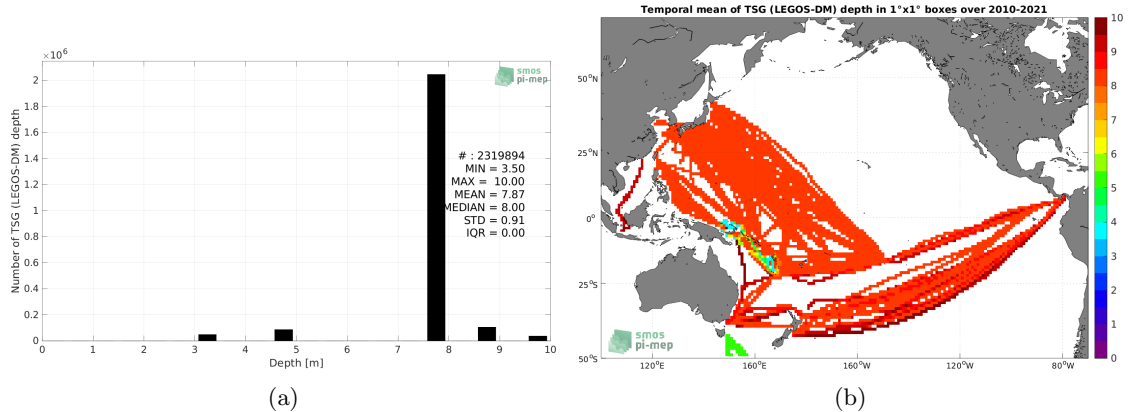 ×10⁶
2
1.8
1.6
1.4
1.2
1
0.8
0.6
0.4
0.2
0
Number of TSG (LEGOS-DM) depth
smos
pi-mep
# : 2319894
MIN = 3.50
MAX = 10.00
MEAN = 7.87
MEDIAN = 8.00
STD = 0.91
IQR = 0.00
0 1 2 3 4 5 6 7 8 9 10
Depth [m]
(a)
Temporal mean of TSG (LEGOS-DM) depth in 1°x1° boxes over 2010-2021
50°N
25°N
0°
25°S
50°S
120°E 160°E 160°W 120°W 80°W
smos
pi-mep
10
9
8
7
6
5
4
3
2
1
0
(b)